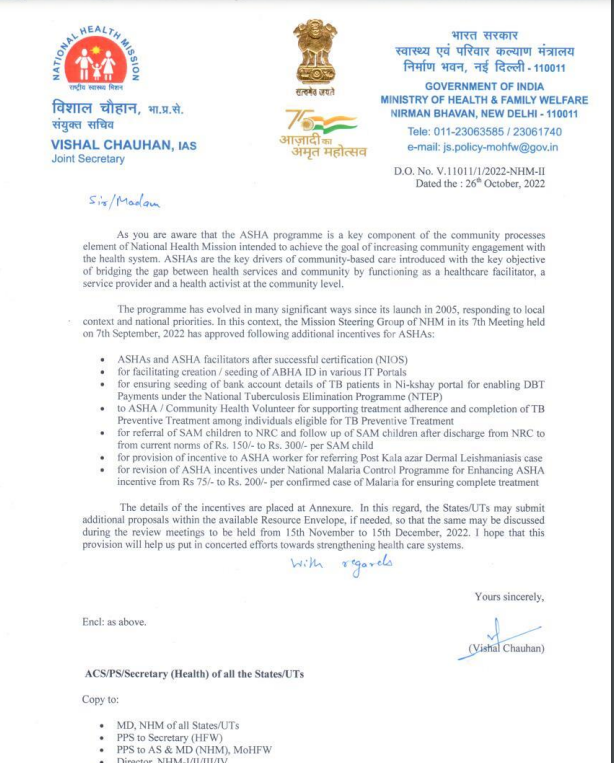 NATIONAL HEALTH MISSION
राष्ट्रीय स्वास्थ्य मिशन
विशाल चौहान, भा.प्र.से.
संयुक्त सचिव
VISHAL CHAUHAN, IAS
Joint Secretary
सत्यमेव जयते
75
आज़ादी का
अमृत महोत्सव
भारत सरकार
स्वास्थ्य एवं परिवार कल्याण मंत्रालय
निर्माण भवन, नई दिल्ली - 110011
GOVERNMENT OF INDIA
MINISTRY OF HEALTH & FAMILY WELFARE
NIRMAN BHAVAN, NEW DELHI - 110011
Tele: 011-23063585 / 23061740
e-mail: js.policy-mohfw@gov.in
D.O. No. V.11011/1/2022-NHM-II
Dated the : 26th October, 2022
Sir/Madam
As you are aware that the ASHA programme is a key component of the community processes
element of National Health Mission intended to achieve the goal of increasing community engagement with
the health system. ASHAs are the key drivers of community-based care introduced with the key objective
of bridging the gap between health services and community by functioning as a healthcare facilitator, a
service provider and a health activist at the community level.
The programme has evolved in many significant ways since its launch in 2005, responding to local
context and national priorities. In this context, the Mission Steering Group of NHM in its 7th Meeting held
on 7th September, 2022 has approved following additional incentives for ASHAs:
• ASHAs and ASHA facilitators after successful certification (NIOS)
• for facilitating creation / seeding of ABHA ID in various IT Portals
• for ensuring seeding of bank account details of TB patients in Ni-kshay portal for enabling DBT
Payments under the National Tuberculosis Elimination Programme (NTEP)
• to ASHA / Community Health Volunteer for supporting treatment adherence and completion of TB
Preventive Treatment among individuals eligible for TB Preventive Treatment
• for referral of SAM children to NRC and follow up of SAM children after discharge from NRC to
from current norms of Rs. 150/- to Rs. 300/- per SAM child
• for provision of incentive to ASHA worker for referring Post Kala azar Dermal Leishmaniasis case
• for revision of ASHA incentives under National Malaria Control Programme for Enhancing ASHA
incentive from Rs 75/- to Rs. 200/- per confirmed case of Malaria for ensuring complete treatment
The details of the incentives are placed at Annexure. In this regard, the States/UTs may submit
additional proposals within the available Resource Envelope, if needed, so that the same may be discussed
during the review meetings to be held from 15th November to 15th December, 2022. I hope that this
provision will help us put in concerted efforts towards strengthening health care systems.
With regards
Yours sincerely,
Encl: as above.
(Vishal Chauhan)
ACS/PS/Secretary (Health) of all the States/UTs
Copy to:
• MD, NHM of all States/UTs
• PPS to Secretary (HFW)
• PPS to AS & MD (NHM), MoHFW
• Director, NHM-I/II/III/IV